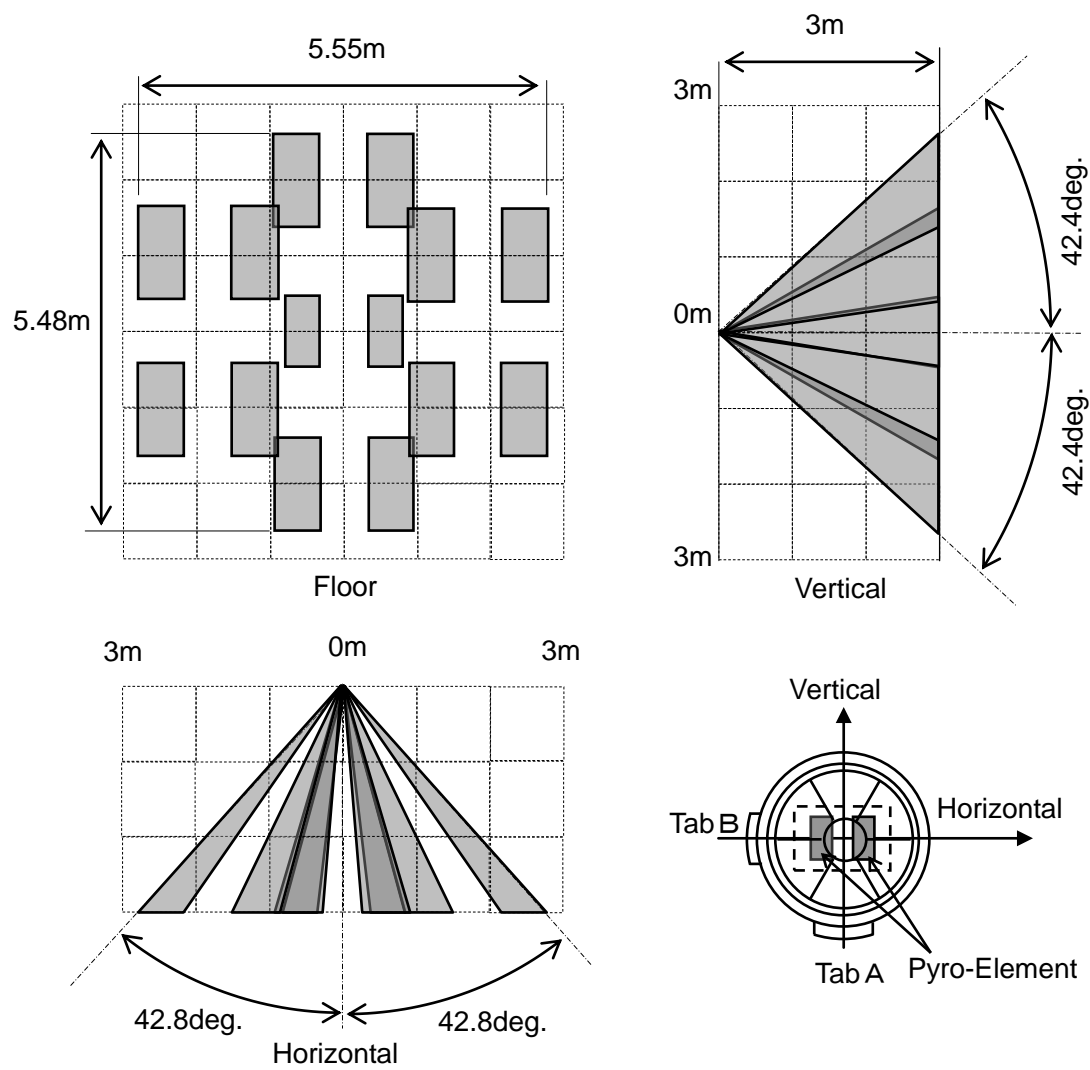 5.55m
5.48m
Floor
3m
3m
0m
3m
42.4deg.
42.4deg.
Vertical
3m
0m
3m
42.8deg.
42.8deg.
Horizontal
Vertical
Horizontal
Tab B
Tab A
Pyro-Element